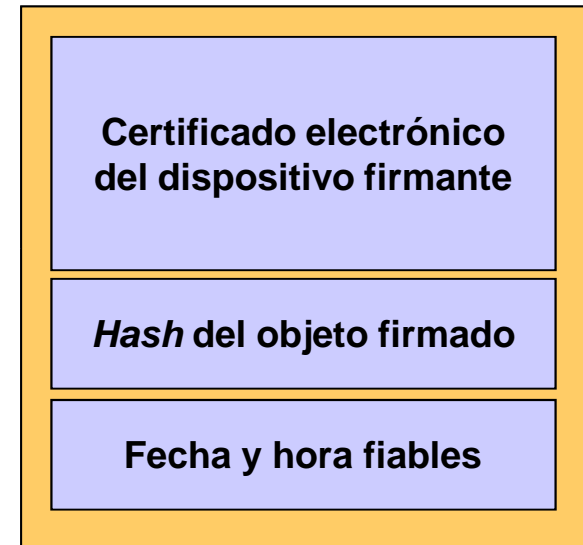 Certificado electrónico
del dispositivo firmante
Hash del objeto firmado
Fecha y hora fiables